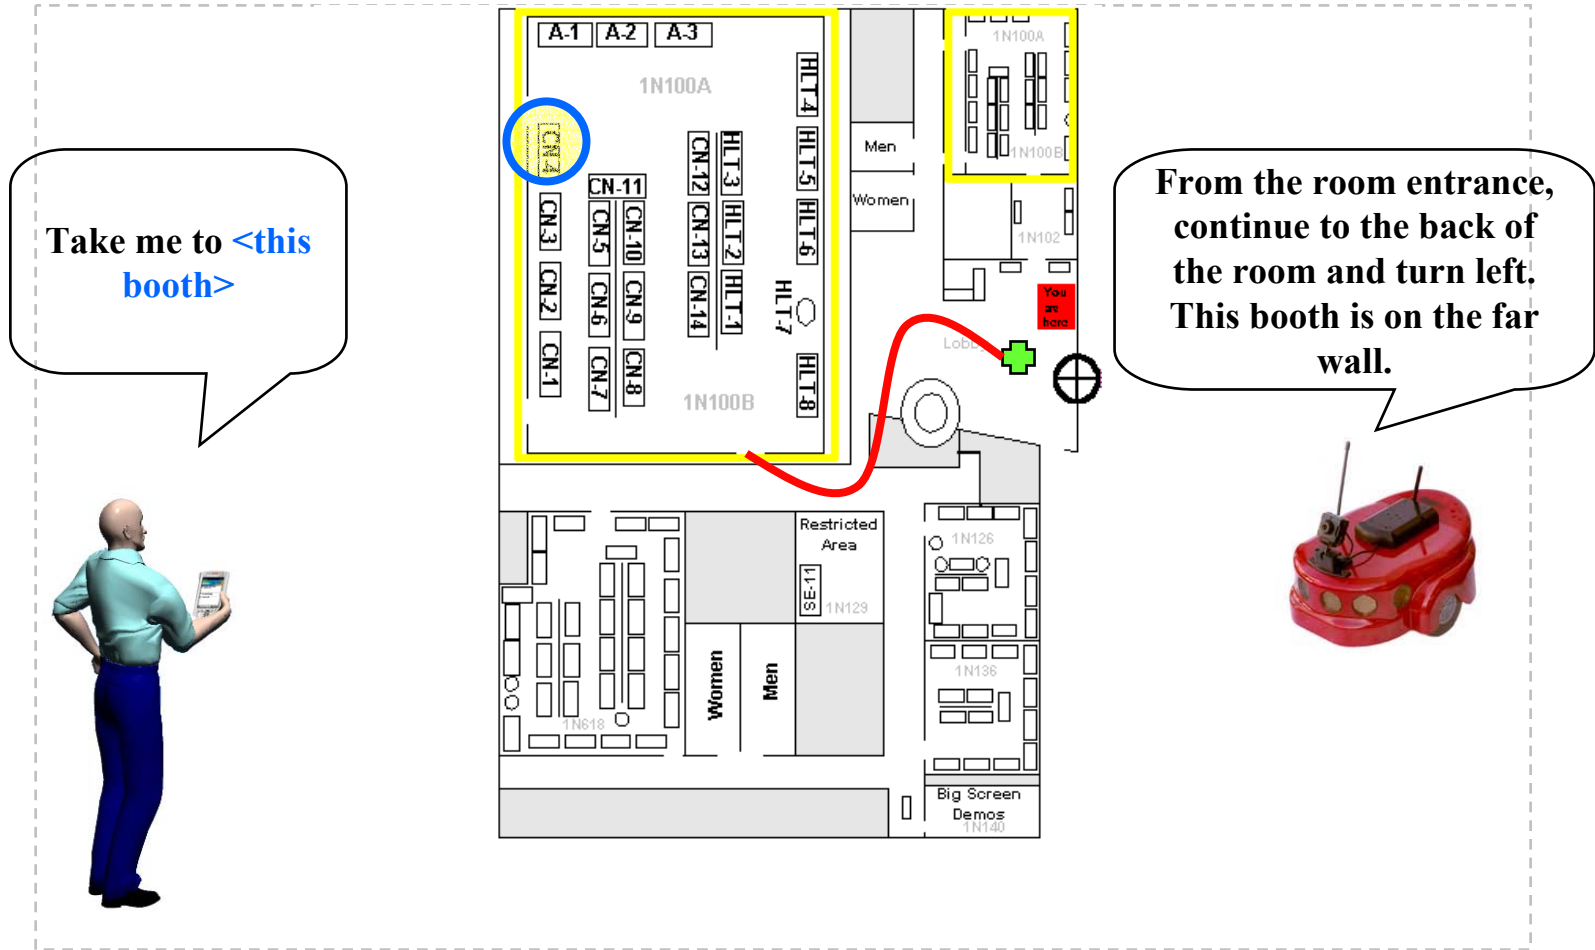 Take me to <this
booth>
A-1
A-2
A-3
1N100A
HLT-4
CN-4
CN-12
HLT-3
HLT-5
CN-11
CN-3
CN-5
CN-10
CN-13
HLT-2
HLT-6
CN-2
CN-6
CN-9
CN-14
HLT-1
HLT-7
CN-1
CN-7
CN-8
HLT-8
1N100B
Men
Women
1N100A
1N100B
1N102
You
are
here
Lobby
From the room entrance,
continue to the back of
the room and turn left.
This booth is on the far
wall.
Restricted
Area
SE-11
1N129
1N126
1N136
1N618
Women
Men
Big Screen
Demos
1N140